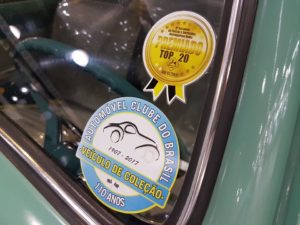 PREMIADO
TOP 20
AUTOMÓVEL CLUBE DO BRASIL
1907 - 2017
VEÍCULO DE COLEÇÃO
110 ANOS